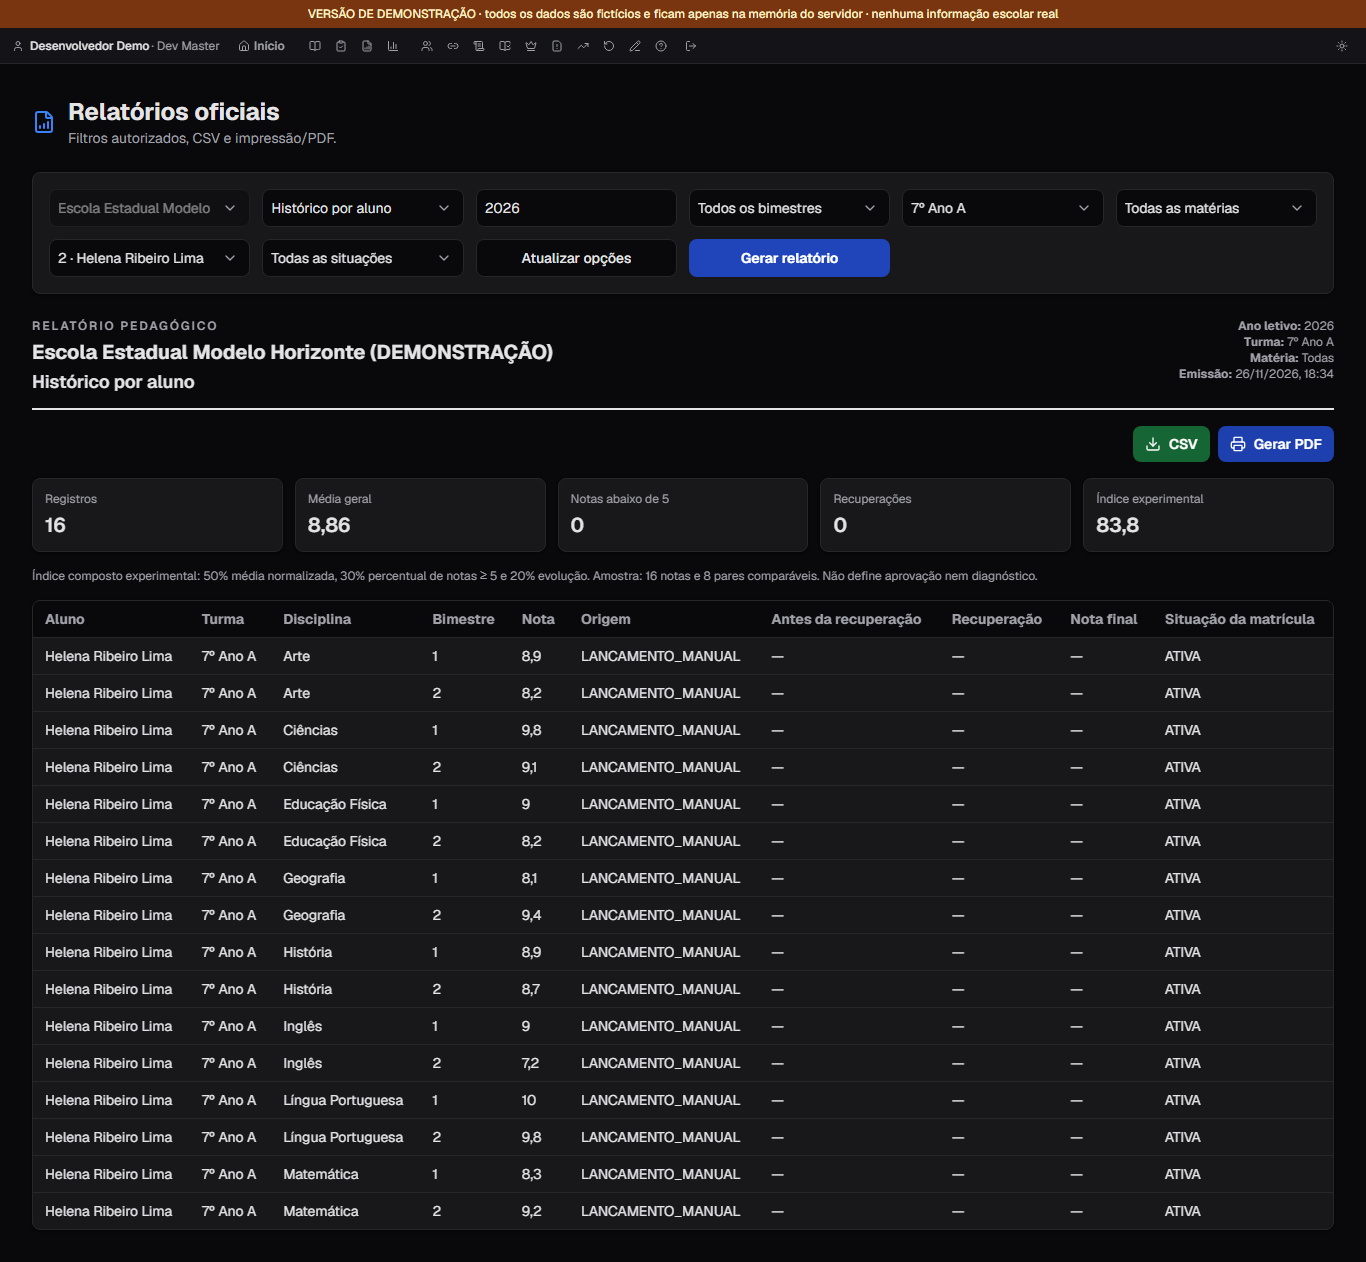 VERSÃO DE DEMONSTRAÇÃO · todos os dados são fictícios e ficam apenas na memória do servidor · nenhuma informação escolar real
Desenvolvedor Demo · Dev Master Início
Relatórios oficiais
Filtros autorizados, CSV e impressão/PDF.
Escola Estadual Modelo Histórico por aluno 2026 Todos os bimestres 7º Ano A Todas as matérias
2 · Helena Ribeiro Lima Todas as situações Atualizar opções Gerar relatório
RELATÓRIO PEDAGÓGICO
Escola Estadual Modelo Horizonte (DEMONSTRAÇÃO)
Histórico por aluno
Ano letivo: 2026
Turma: 7º Ano A
Matéria: Todas
Emissão: 26/11/2026, 18:34
CSV Gerar PDF
Registros Média geral Notas abaixo de 5 Recuperações Índice experimental
16 8,86 0 0 83,8
Índice composto experimental: 50% média normalizada, 30% percentual de notas ≥ 5 e 20% evolução. Amostra: 16 notas e 8 pares comparáveis. Não define aprovação nem diagnóstico.
Aluno Turma Disciplina Bimestre Nota Origem Antes da recuperação Recuperação Nota final Situação da matrícula
Helena Ribeiro Lima 7º Ano A Arte 1 8,9 LANCAMENTO_MANUAL — — — ATIVA
Helena Ribeiro Lima 7º Ano A Arte 2 8,2 LANCAMENTO_MANUAL — — — ATIVA
Helena Ribeiro Lima 7º Ano A Ciências 1 9,8 LANCAMENTO_MANUAL — — — ATIVA
Helena Ribeiro Lima 7º Ano A Ciências 2 9,1 LANCAMENTO_MANUAL — — — ATIVA
Helena Ribeiro Lima 7º Ano A Educação Física 1 9 LANCAMENTO_MANUAL — — — ATIVA
Helena Ribeiro Lima 7º Ano A Educação Física 2 8,2 LANCAMENTO_MANUAL — — — ATIVA
Helena Ribeiro Lima 7º Ano A Geografia 1 8,1 LANCAMENTO_MANUAL — — — ATIVA
Helena Ribeiro Lima 7º Ano A Geografia 2 9,4 LANCAMENTO_MANUAL — — — ATIVA
Helena Ribeiro Lima 7º Ano A História 1 8,9 LANCAMENTO_MANUAL — — — ATIVA
Helena Ribeiro Lima 7º Ano A História 2 8,7 LANCAMENTO_MANUAL — — — ATIVA
Helena Ribeiro Lima 7º Ano A Inglês 1 9 LANCAMENTO_MANUAL — — — ATIVA
Helena Ribeiro Lima 7º Ano A Inglês 2 7,2 LANCAMENTO_MANUAL — — — ATIVA
Helena Ribeiro Lima 7º Ano A Língua Portuguesa 1 10 LANCAMENTO_MANUAL — — — ATIVA
Helena Ribeiro Lima 7º Ano A Língua Portuguesa 2 9,8 LANCAMENTO_MANUAL — — — ATIVA
Helena Ribeiro Lima 7º Ano A Matemática 1 8,3 LANCAMENTO_MANUAL — — — ATIVA
Helena Ribeiro Lima 7º Ano A Matemática 2 9,2 LANCAMENTO_MANUAL — — — ATIVA